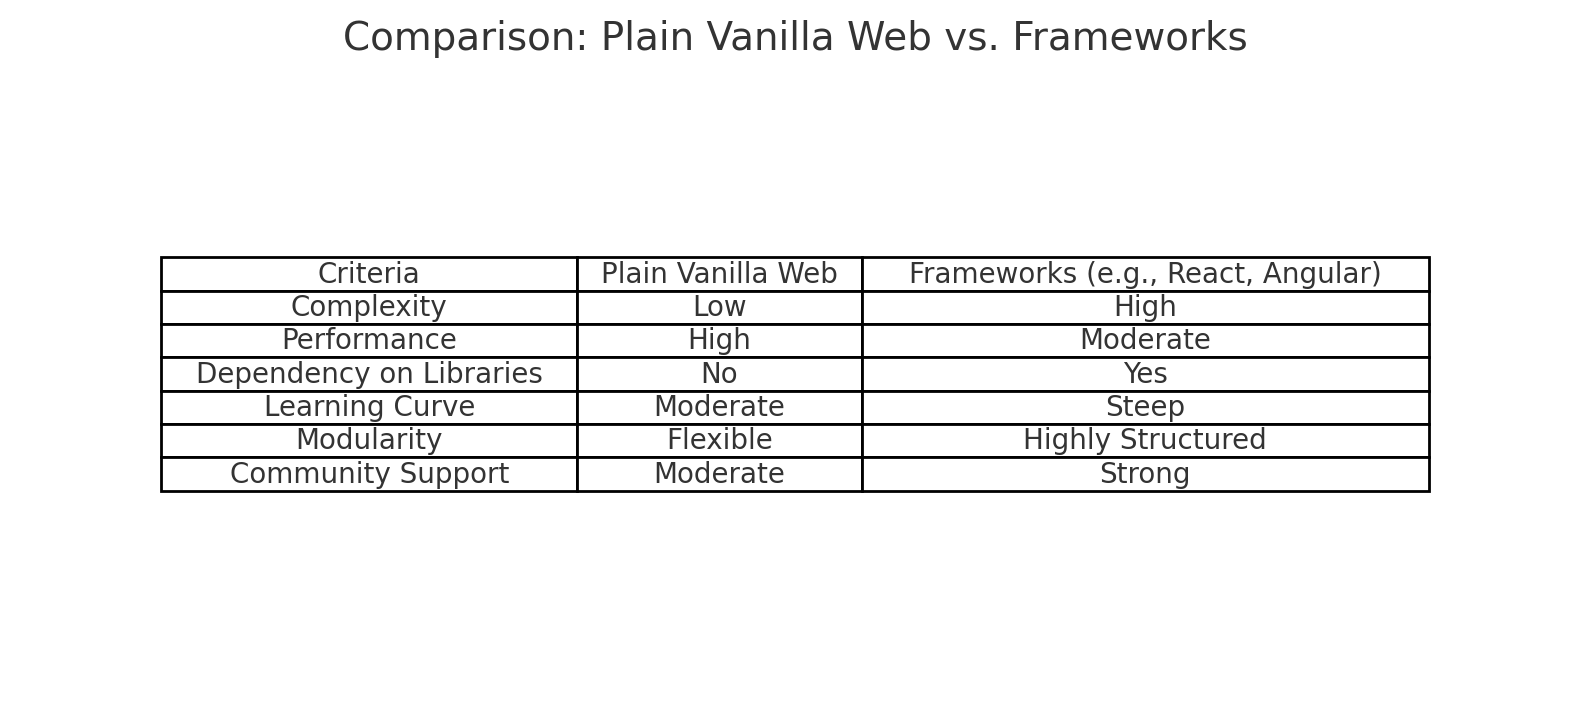 Comparison: Plain Vanilla Web vs. Frameworks
Criteria Plain Vanilla Web Frameworks (e.g., React, Angular)
Complexity Low High
Performance High Moderate
Dependency on Libraries No Yes
Learning Curve Moderate Steep
Modularity Flexible Highly Structured
Community Support Moderate Strong